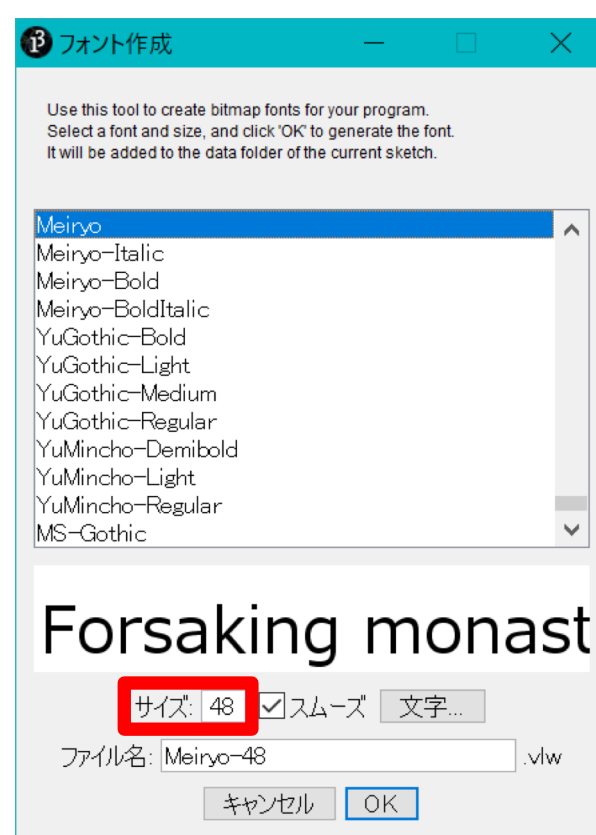 フォント作成
Use this tool to create bitmap fonts for your program.
Select a font and size, and click 'OK' to generate the font.
It will be added to the data folder of the current sketch.
Meiryo
Meiryo-Italic
Meiryo-Bold
Meiryo-BoldItalic
YuGothic-Bold
YuGothic-Light
YuGothic-Medium
YuGothic-Regular
YuMincho-Demibold
YuMincho-Light
YuMincho-Regular
MS-Gothic
Forsaking monast
サイズ: 48 スムーズ 文字...
ファイル名: Meiryo-48 .vlw
キャンセル OK